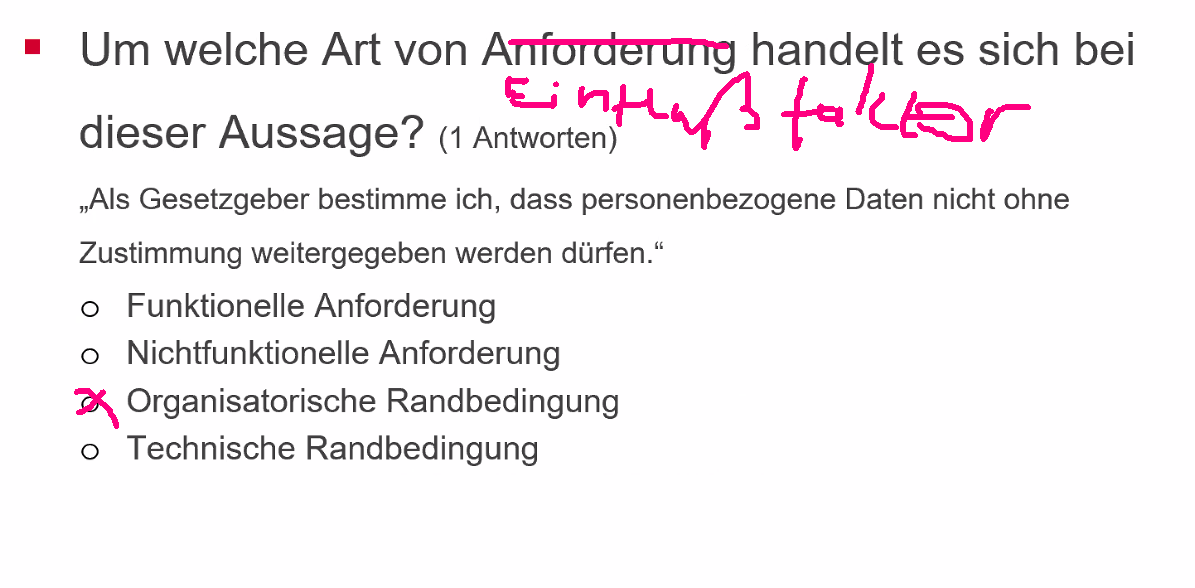 Um welche Art von Anforderung handelt es sich bei
Einflußfaktor
dieser Aussage? (1 Antworten)
„Als Gesetzgeber bestimme ich, dass personenbezogene Daten nicht ohne
Zustimmung weitergegeben werden dürfen.“
o Funktionelle Anforderung
o Nichtfunktionelle Anforderung
o Organisatorische Randbedingung
o Technische Randbedingung